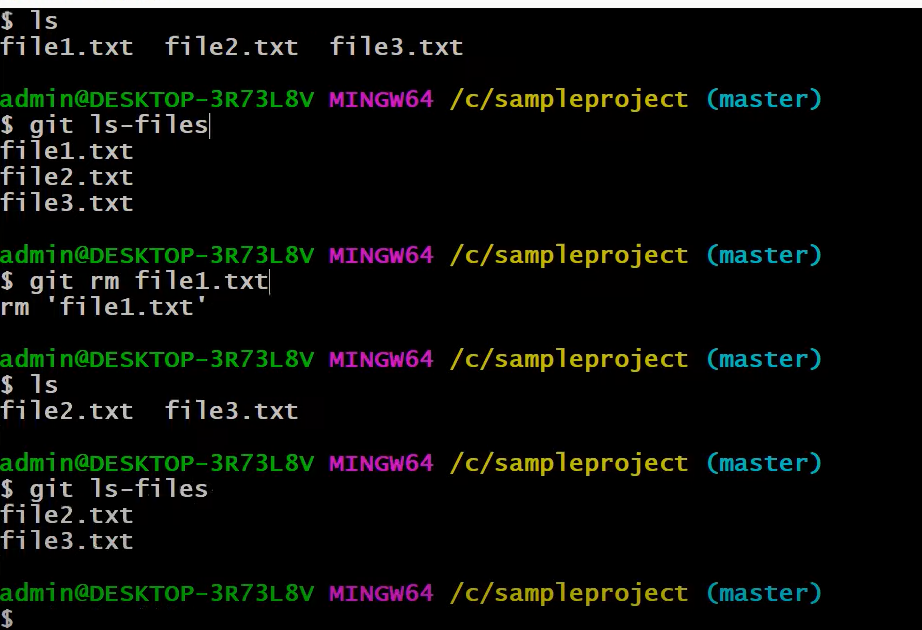 $ ls
file1.txt  file2.txt  file3.txt
admin@DESKTOP-3R73L8V MINGW64 /c/sampleproject (master)
$ git ls-files
file1.txt
file2.txt
file3.txt
admin@DESKTOP-3R73L8V MINGW64 /c/sampleproject (master)
$ git rm file1.txt
rm 'file1.txt'
admin@DESKTOP-3R73L8V MINGW64 /c/sampleproject (master)
$ ls
file2.txt  file3.txt
admin@DESKTOP-3R73L8V MINGW64 /c/sampleproject (master)
$ git ls-files
file2.txt
file3.txt
admin@DESKTOP-3R73L8V MINGW64 /c/sampleproject (master)
$